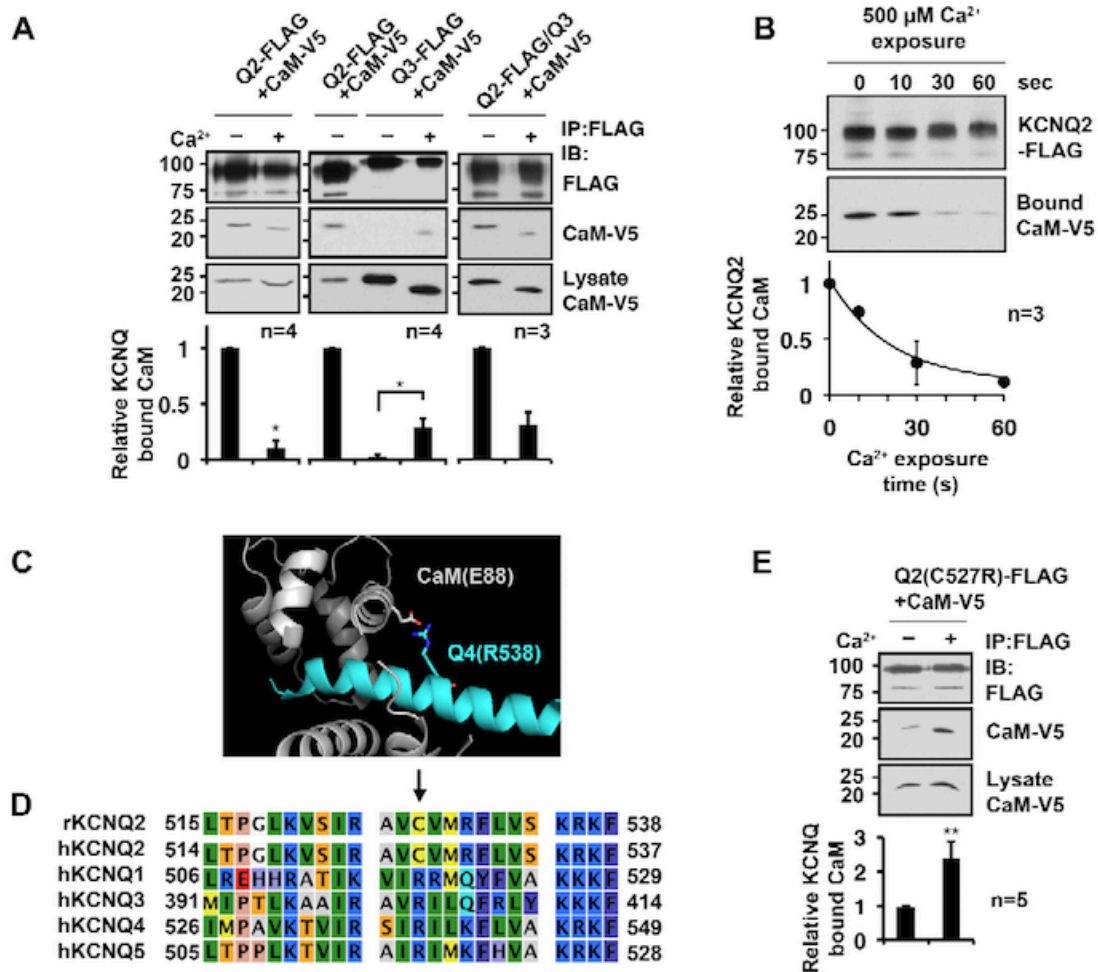 A
Q2-FLAG
+CaM-V5
Q2-FLAG
+CaM-V5
Q3-FLAG
+CaM-V5
Q2-FLAG/Q3
+CaM-V5
Ca²⁺ – + – – + – + IP:FLAG
IB:
100
75
FLAG
25
20
CaM-V5
25
20
Lysate
CaM-V5
n=4 n=4 n=3
Relative KCNQ
bound CaM
1
0.5
0
*
*
B
500 µM Ca²⁺
exposure
0 10 30 60 sec
100
75
KCNQ2
-FLAG
25
20
Bound
CaM-V5
Relative KCNQ2
bound CaM
1
0.5
0
n=3
0 30 60
Ca²⁺ exposure
time (s)
C
CaM(E88)
Q4(R538)
D
rKCNQ2 515 LTPGLKVSIR AVCVMRFLVS KRKF 538
hKCNQ2 514 LTPGLKVSIR AVCVMRFLVS KRKF 537
hKCNQ1 506 LREHHRATIK VIRRMQYFVA KKKF 529
hKCNQ3 391 MIPTLKAAIR AVRILQFRLY KKKF 414
hKCNQ4 526 IMPAVKTVIR SIRILKFLVA KRKF 549
hKCNQ5 505 LTPPLKTVIR AIRIMKFHVA KRKF 528
E
Q2(C527R)-FLAG
+CaM-V5
Ca²⁺ – + IP:FLAG
100
75
IB:
FLAG
25
20
CaM-V5
25
20
Lysate
CaM-V5
Relative KCNQ
bound CaM
3
2
1
0
**
n=5